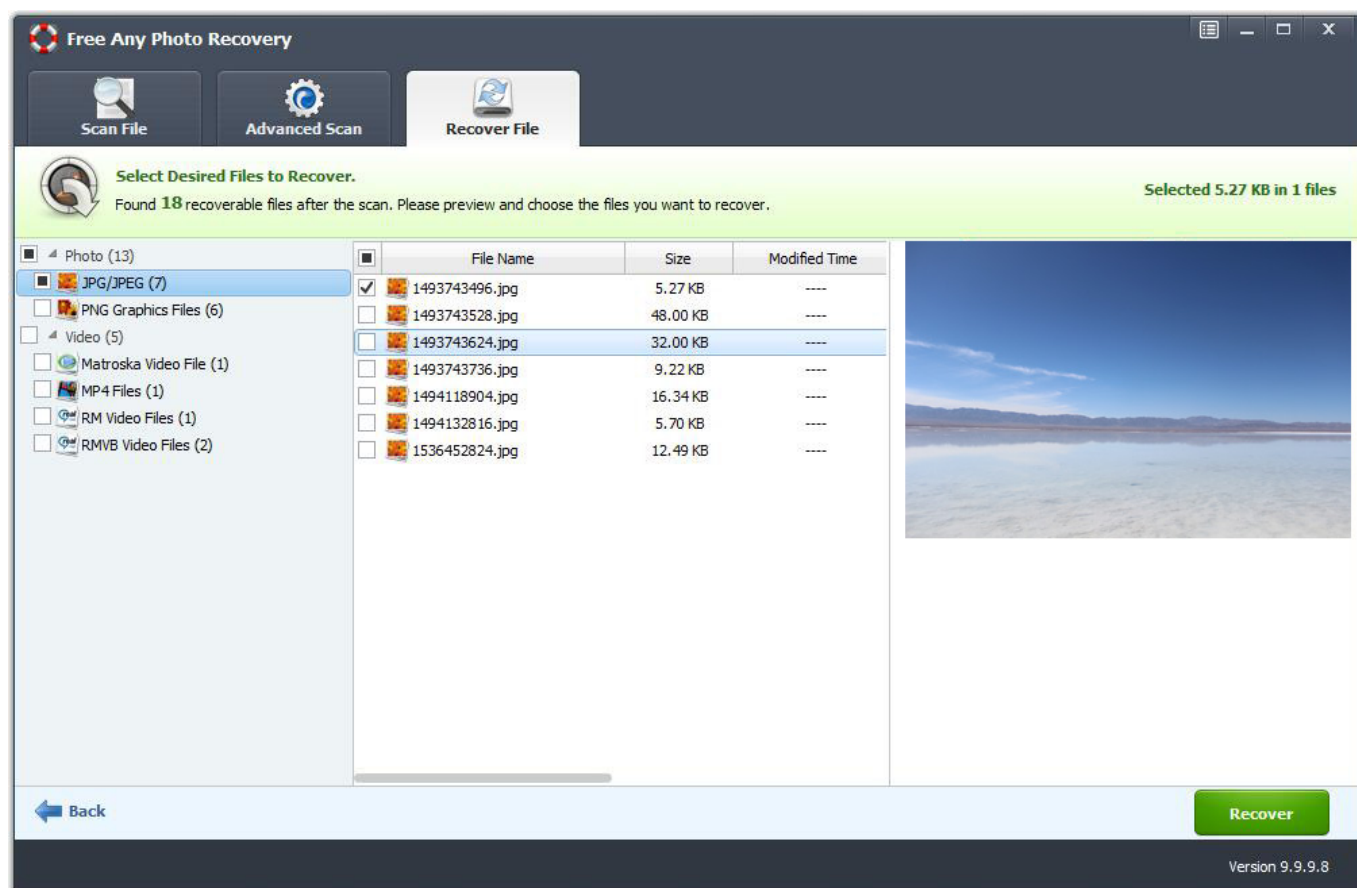 Free Any Photo Recovery
Scan File
Advanced Scan
Recover File
Select Desired Files to Recover.
Found 18 recoverable files after the scan. Please preview and choose the files you want to recover.
Selected 5.27 KB in 1 files
Photo (13)
JPG/JPEG (7)
PNG Graphics Files (6)
Video (5)
Matroska Video File (1)
MP4 Files (1)
RM Video Files (1)
RMVB Video Files (2)
File Name Size Modified Time
1493743496.jpg 5.27 KB ----
1493743528.jpg 48.00 KB ----
1493743624.jpg 32.00 KB ----
1493743736.jpg 9.22 KB ----
1494118904.jpg 16.34 KB ----
1494132816.jpg 5.70 KB ----
1536452824.jpg 12.49 KB ----
Back
Recover
Version 9.9.9.8